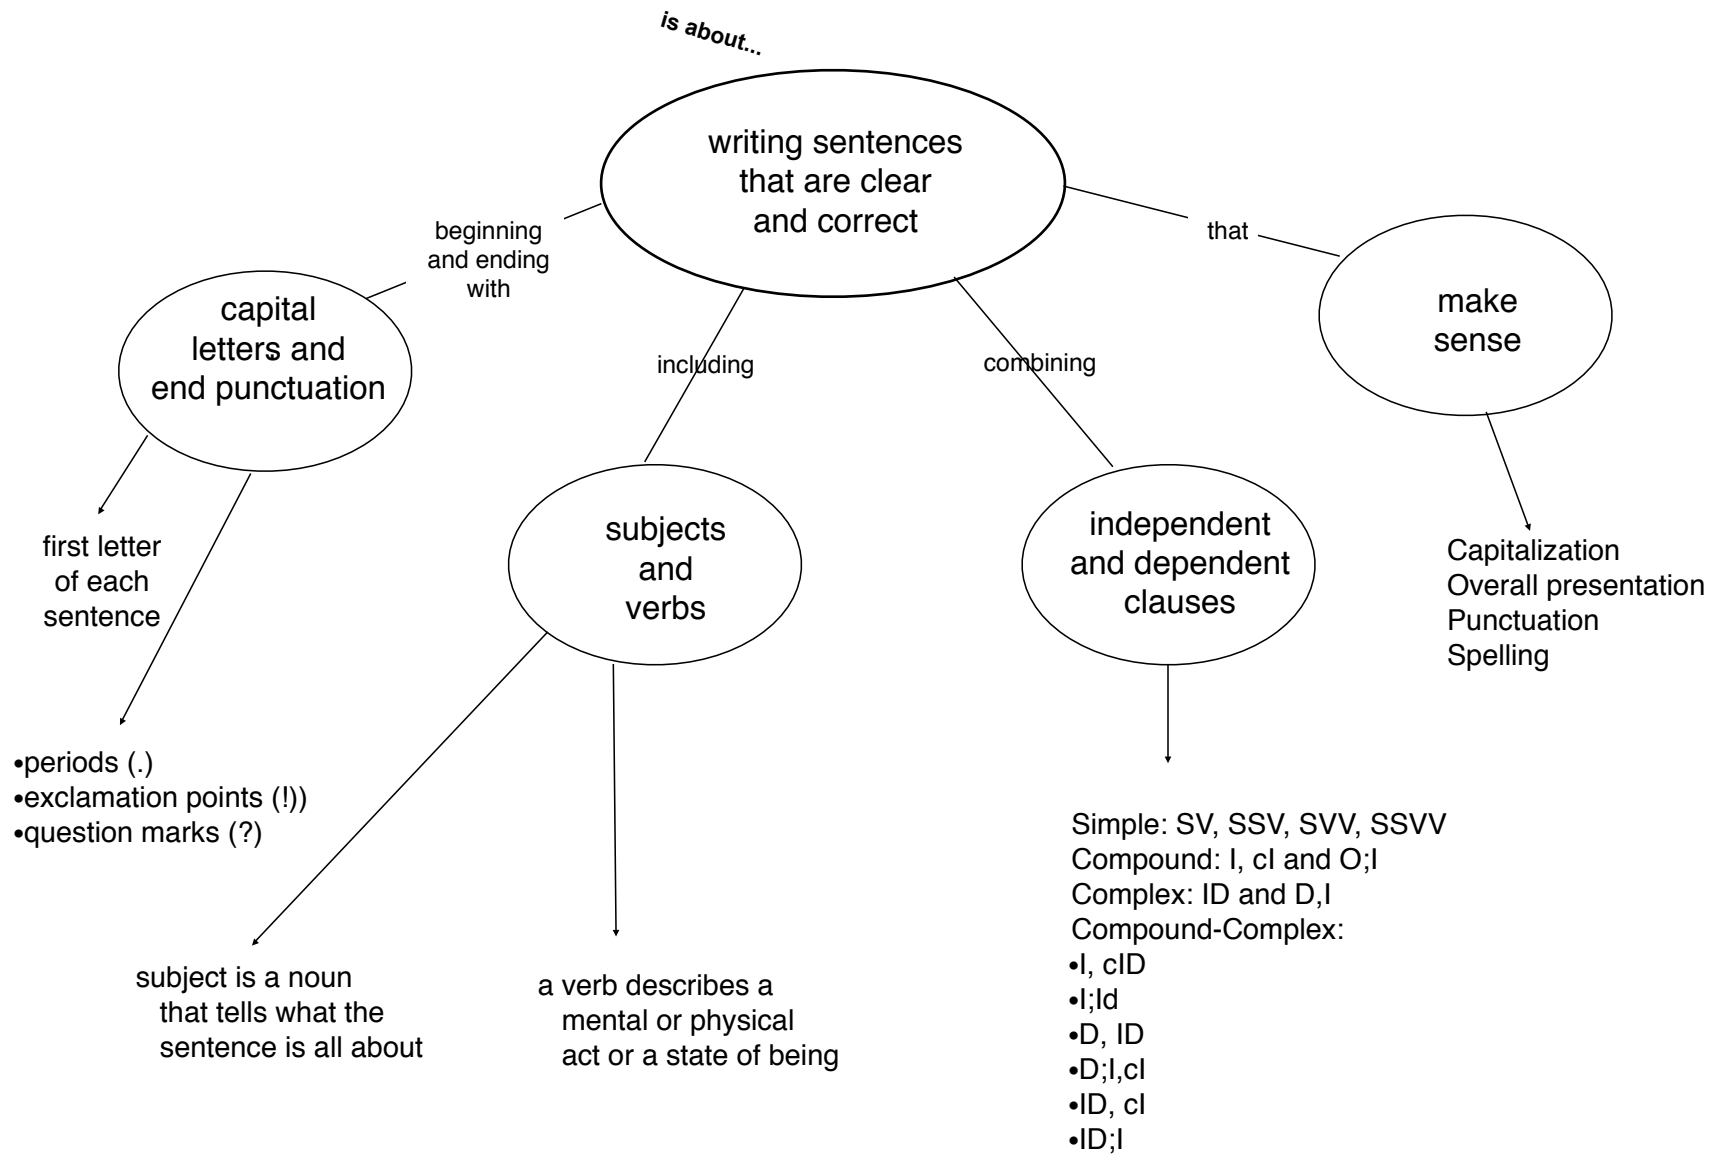 is about...
writing sentences
that are clear
and correct
beginning
and ending
with
that
capital
letters and
end punctuation
make
sense
including
combining
first letter
of each
sentence
subjects
and
verbs
independent
and dependent
clauses
Capitalization
Overall presentation
Punctuation
Spelling
•periods (.)
•exclamation points (!))
•question marks (?)
subject is a noun
that tells what the
sentence is all about
a verb describes a
mental or physical
act or a state of being
Simple: SV, SSV, SVV, SSVV
Compound: I, cI and O;I
Complex: ID and D,I
Compound-Complex:
•I, cID
•I;Id
•D, ID
•D;I,cI
•ID, cI
•ID;I